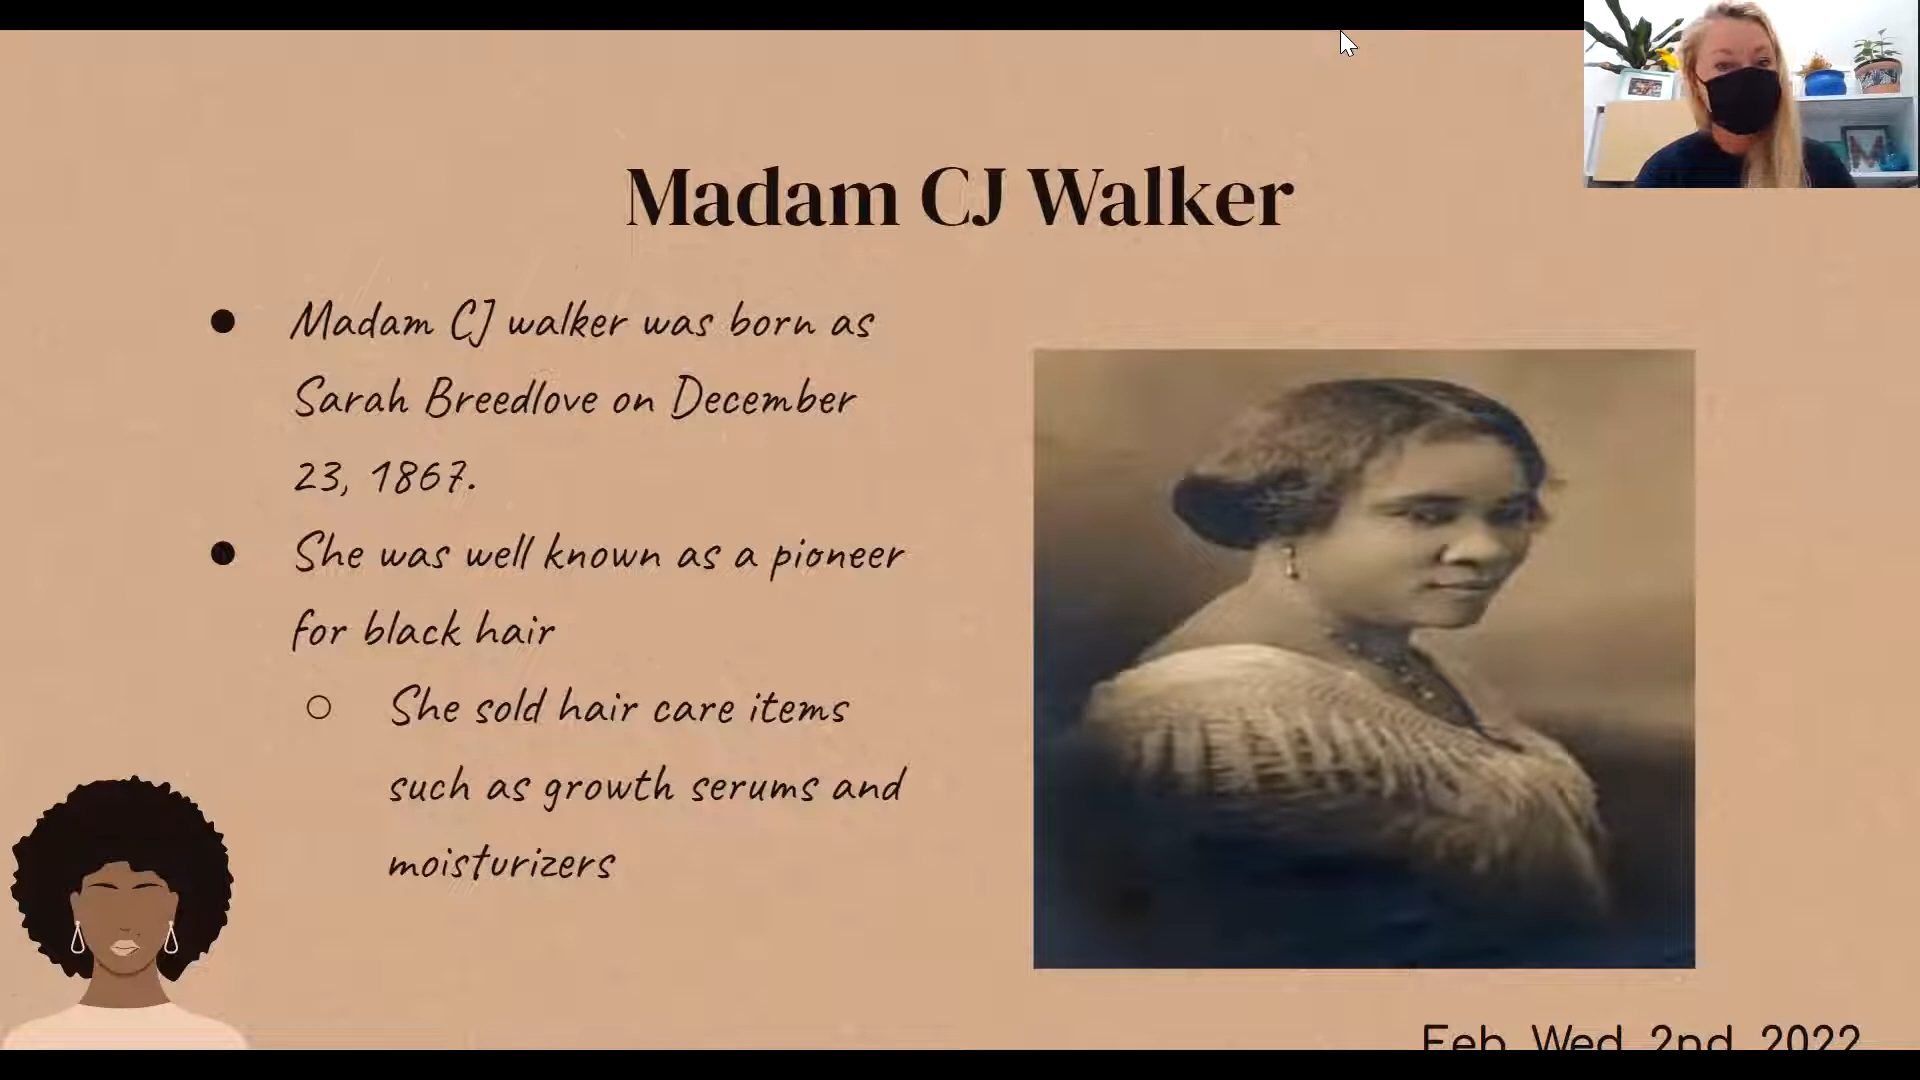 Madam CJ Walker
● Madam CJ walker was born as
Sarah Breedlove on December
23, 1867.
● She was well known as a pioneer
for black hair
○ She sold hair care items
such as growth serums and
moisturizers
Feb. Wed. 2nd, 2022